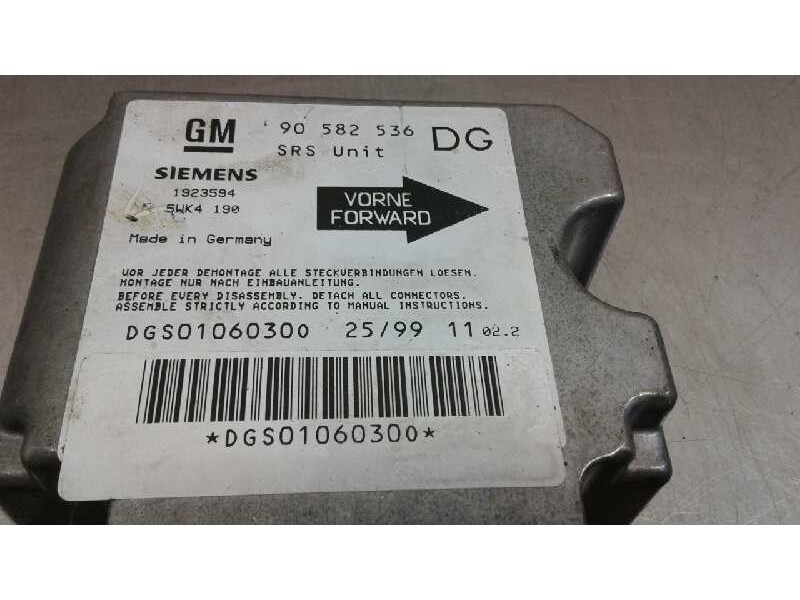 GM 90 582 536 DG
SRS Unit
SIEMENS
1923594
5WK4 190
VORNE
FORWARD
Made in Germany
VOR JEDER DEMONTAGE ALLE STECKVERBINDUNGEN LOESEN.
MONTAGE NUR NACH EINBAUANLEITUNG.
BEFORE EVERY DISASSEMBLY. DETACH ALL CONNECTORS.
ASSEMBLE STRICTLY ACCORDING TO MANUAL INSTRUCTIONS.
DGS01060300 25/99 11 02.2
*DGS01060300*